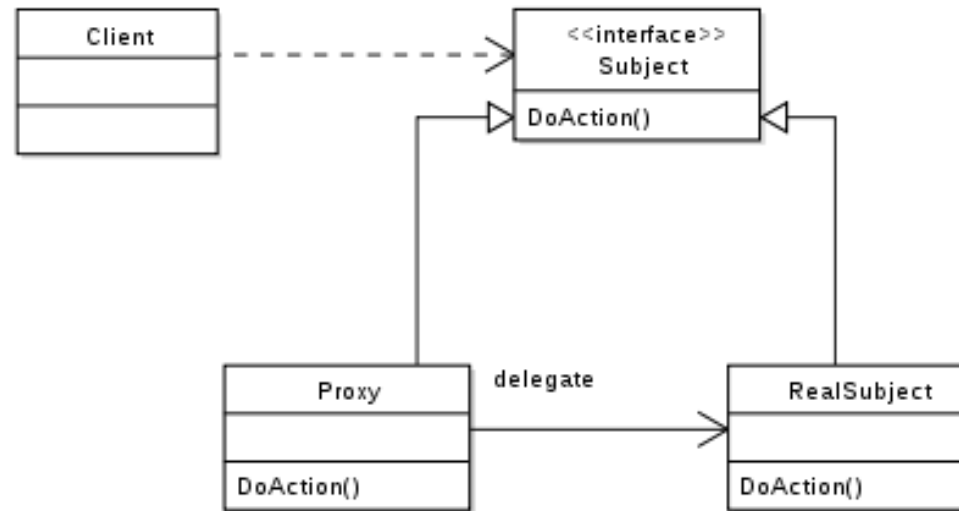 Client
<<interface>>
Subject
DoAction()
Proxy
DoAction()
delegate
RealSubject
DoAction()